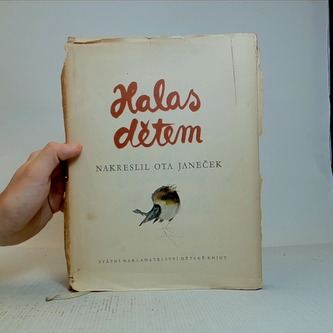 Halas
dětem
NAKRESLIL OTA JANEČEK
STÁTNÍ NAKLADATELSTVÍ DĚTSKÉ KNIHY